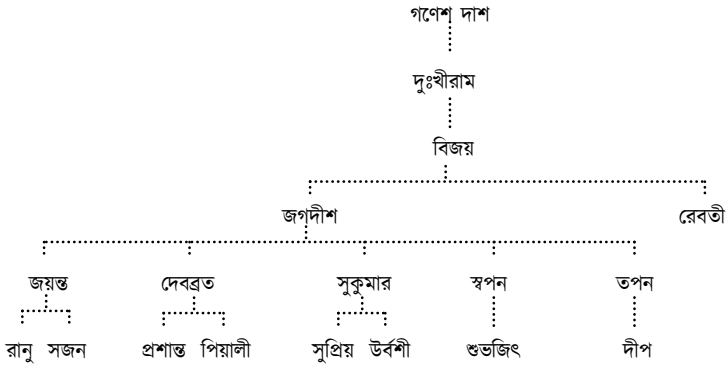 গণেশ দাশ
দুঃখীরাম
বিজয়
জগদীশ রেবতী
জয়ন্ত দেবব্রত সুকুমার স্বপন তপন
রানু সজন প্রশান্ত পিয়ালী সুপ্রিয় উর্বশী শুভজিৎ দীপ